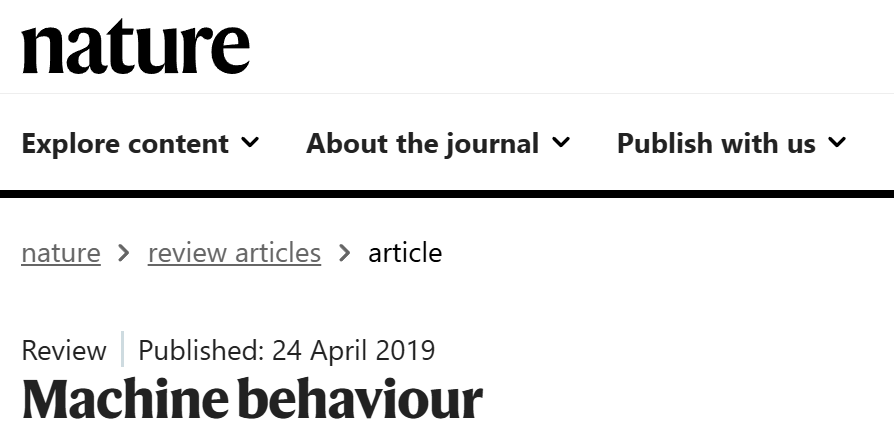 nature
Explore content About the journal Publish with us
nature > review articles > article
Review | Published: 24 April 2019
Machine behaviour